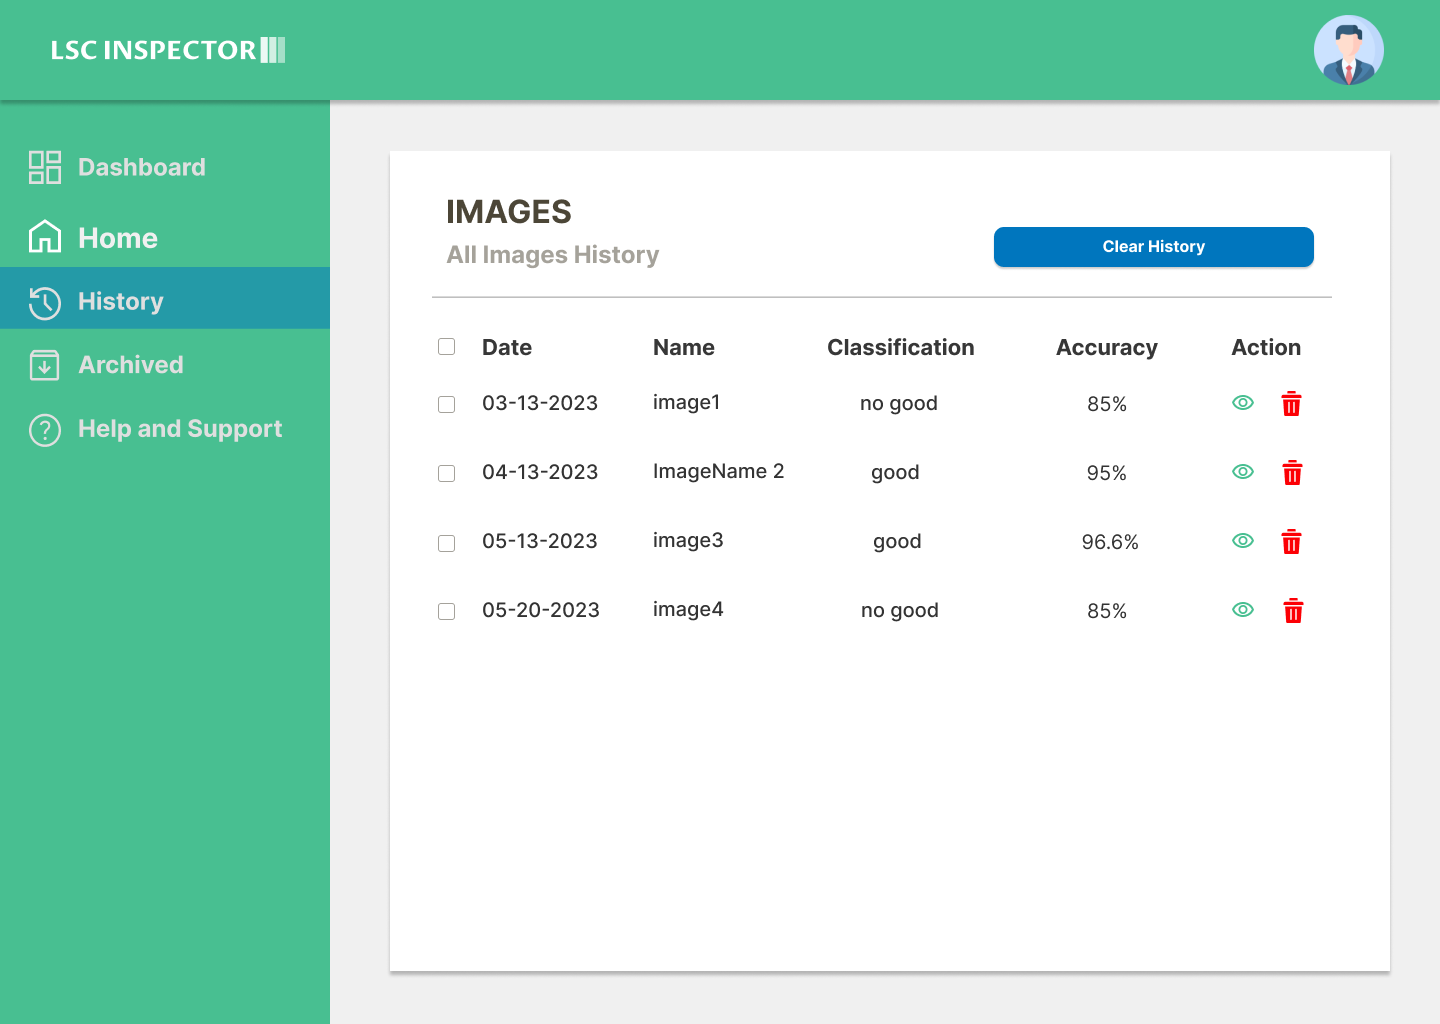 LSC INSPECTOR
Dashboard
Home
History
Archived
Help and Support
IMAGES
All Images History
Clear History
Date Name Classification Accuracy Action
03-13-2023 image1 no good 85%
04-13-2023 ImageName 2 good 95%
05-13-2023 image3 good 96.6%
05-20-2023 image4 no good 85%